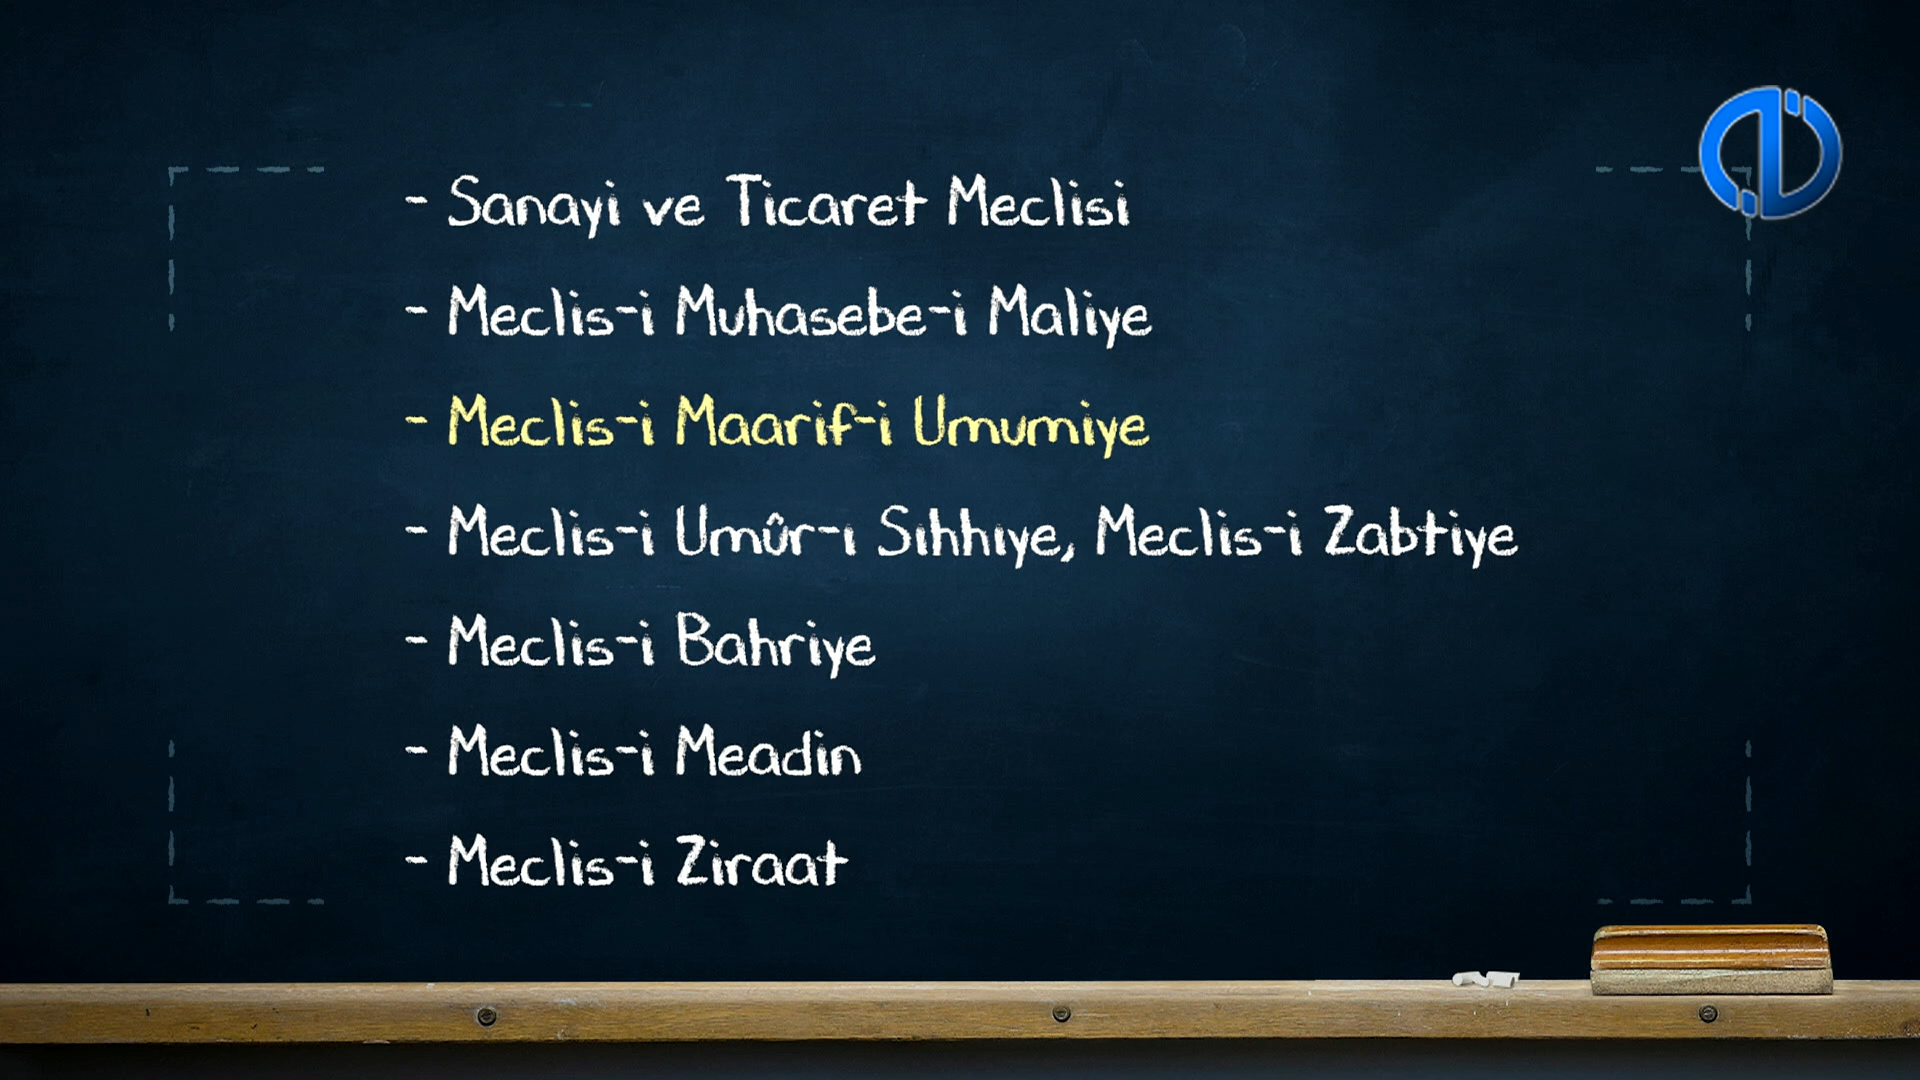 - Sanayi ve Ticaret Meclisi
- Meclis-i Muhasebe-i Maliye
- Meclis-i Maarif-i Umumiye
- Meclis-i Umûr-ı Sıhhıye, Meclis-i Zabtiye
- Meclis-i Bahriye
- Meclis-i Meadin
- Meclis-i Ziraat